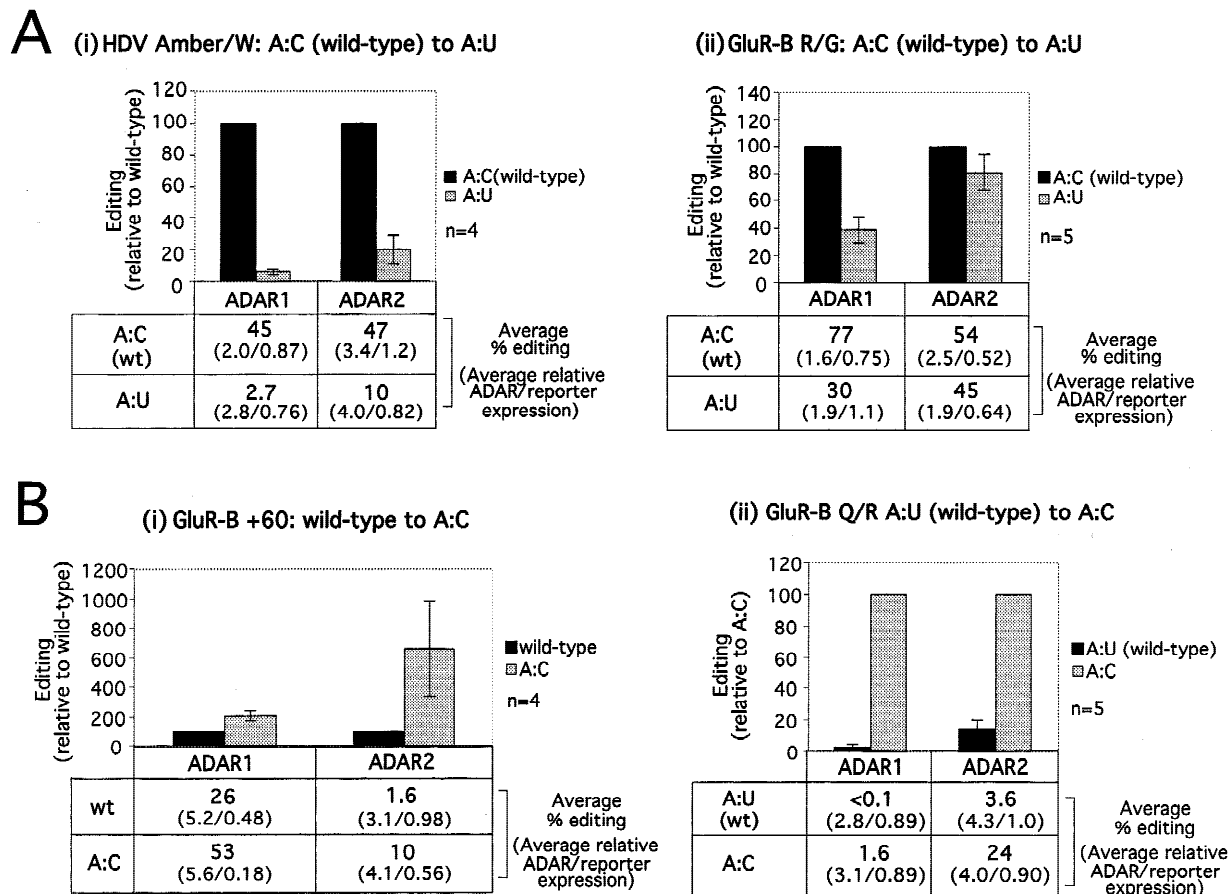 A
(i) HDV Amber/W: A:C (wild-type) to A:U
Editing
(relative to wild-type)
120
100
80
60
40
20
0
A:C(wild-type)
A:U
n=4
ADAR1 ADAR2
A:C (wt) 45 (2.0/0.87) 47 (3.4/1.2)
A:U 2.7 (2.8/0.76) 10 (4.0/0.82)
Average
% editing
(Average relative
ADAR/reporter
expression)
(ii) GluR-B R/G: A:C (wild-type) to A:U
Editing
(relative to wild-type)
140
120
100
80
60
40
20
0
A:C (wild-type)
A:U
n=5
ADAR1 ADAR2
A:C (wt) 77 (1.6/0.75) 54 (2.5/0.52)
A:U 30 (1.9/1.1) 45 (1.9/0.64)
Average
% editing
(Average relative
ADAR/reporter
expression)
B
(i) GluR-B +60: wild-type to A:C
Editing
(relative to wild-type)
1200
1000
800
600
400
200
0
wild-type
A:C
n=4
ADAR1 ADAR2
wt 26 (5.2/0.48) 1.6 (3.1/0.98)
A:C 53 (5.6/0.18) 10 (4.1/0.56)
Average
% editing
(Average relative
ADAR/reporter
expression)
(ii) GluR-B Q/R A:U (wild-type) to A:C
Editing
(relative to A:C)
120
100
80
60
40
20
0
A:U (wild-type)
A:C
n=5
ADAR1 ADAR2
A:U (wt) <0.1 (2.8/0.89) 3.6 (4.3/1.0)
A:C 1.6 (3.1/0.89) 24 (4.0/0.90)
Average
% editing
(Average relative
ADAR/reporter
expression)